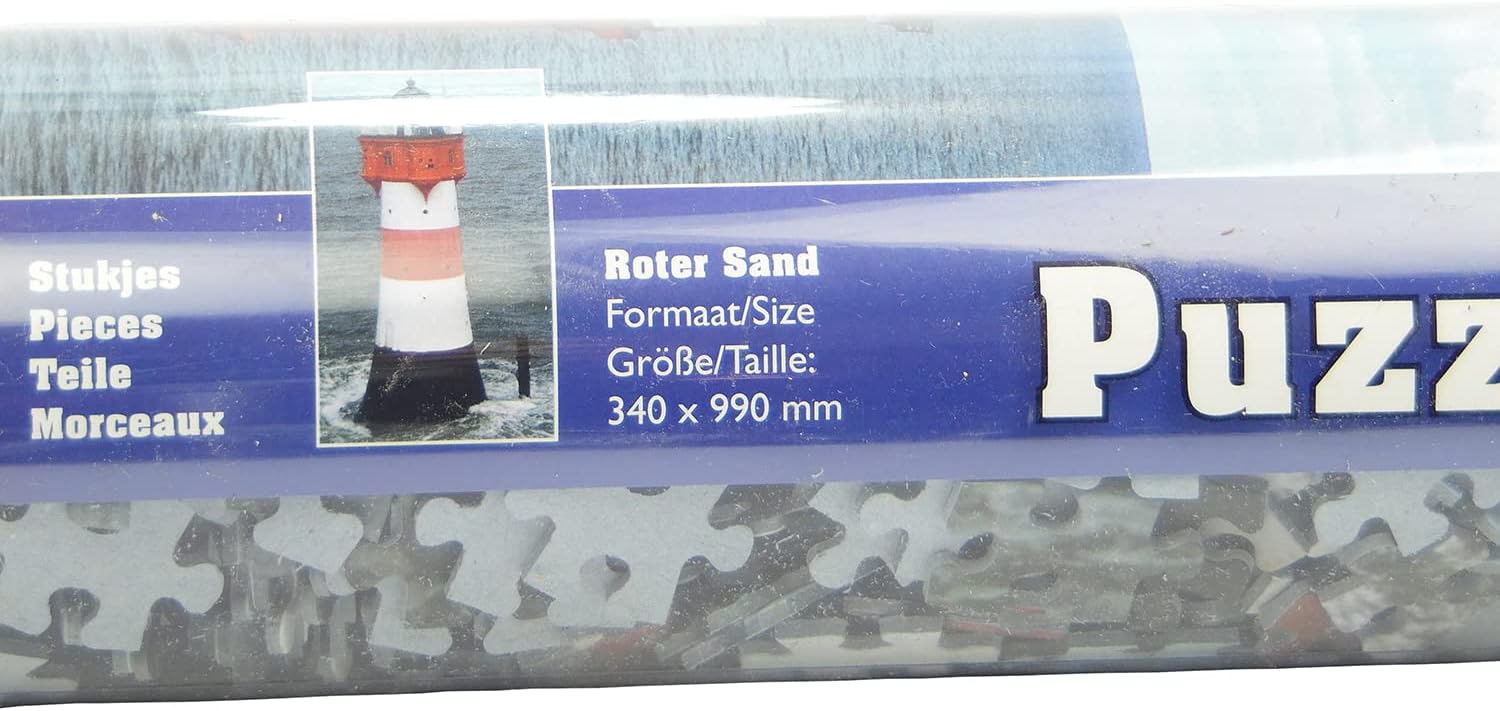 Stukjes
Pieces
Teile
Morceaux
Roter Sand
Formaat/Size
Größe/Taille:
340 x 990 mm
Puzz